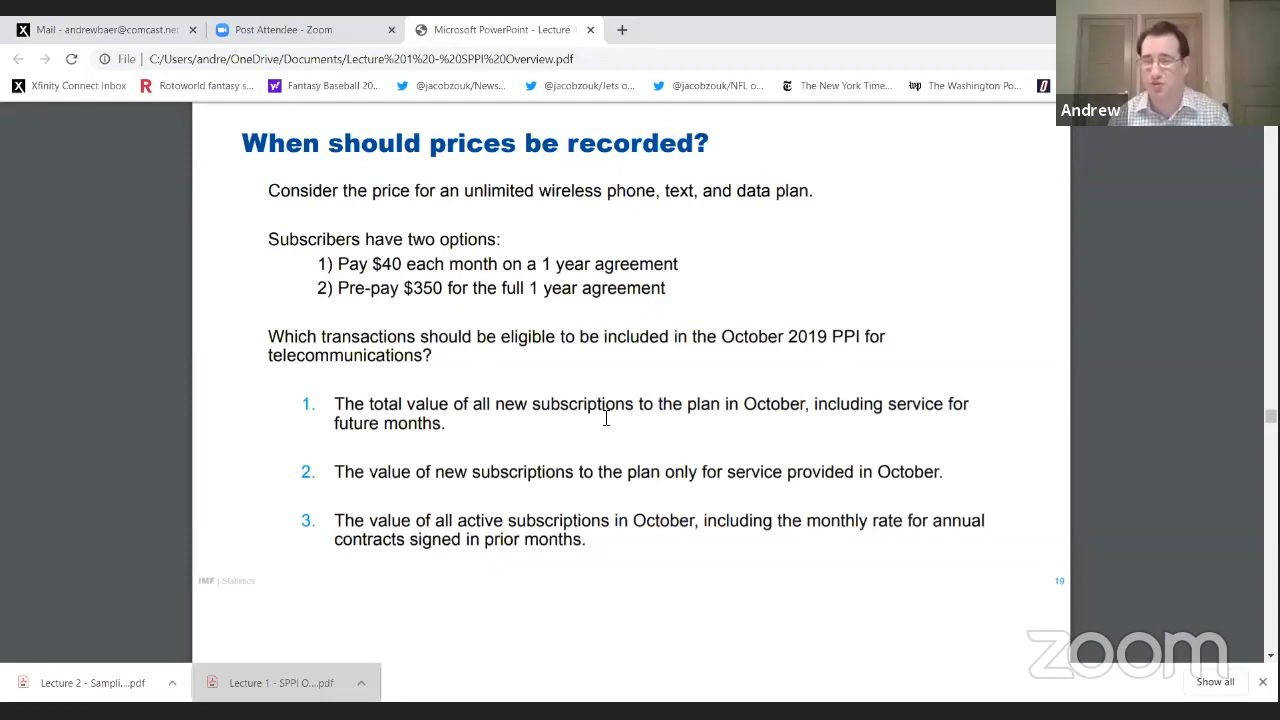 Mail - andrewbaer@comcast.net
Post Attendee - Zoom
Microsoft PowerPoint - Lecture 1
File
C:/Users/andre/OneDrive/Documents/Lecture%201%20-%20SPPI%20Overview.pdf
Xfinity Connect Inbox
Rotoworld fantasy s...
Fantasy Baseball 20...
@jacobzouk/News...
@jacobzouk/Jets o...
@jacobzouk/NFL o...
The New York Time...
The Washington Po...
Andrew
When should prices be recorded?
Consider the price for an unlimited wireless phone, text, and data plan.
Subscribers have two options:
1) Pay $40 each month on a 1 year agreement
2) Pre-pay $350 for the full 1 year agreement
Which transactions should be eligible to be included in the October 2019 PPI for
telecommunications?
1. The total value of all new subscriptions to the plan in October, including service for
future months.
2. The value of new subscriptions to the plan only for service provided in October.
3. The value of all active subscriptions in October, including the monthly rate for annual
contracts signed in prior months.
IMF | Statistics
19
zoom
Lecture 2 - Sampli....pdf
Lecture 1 - SPPI O....pdf
Show all